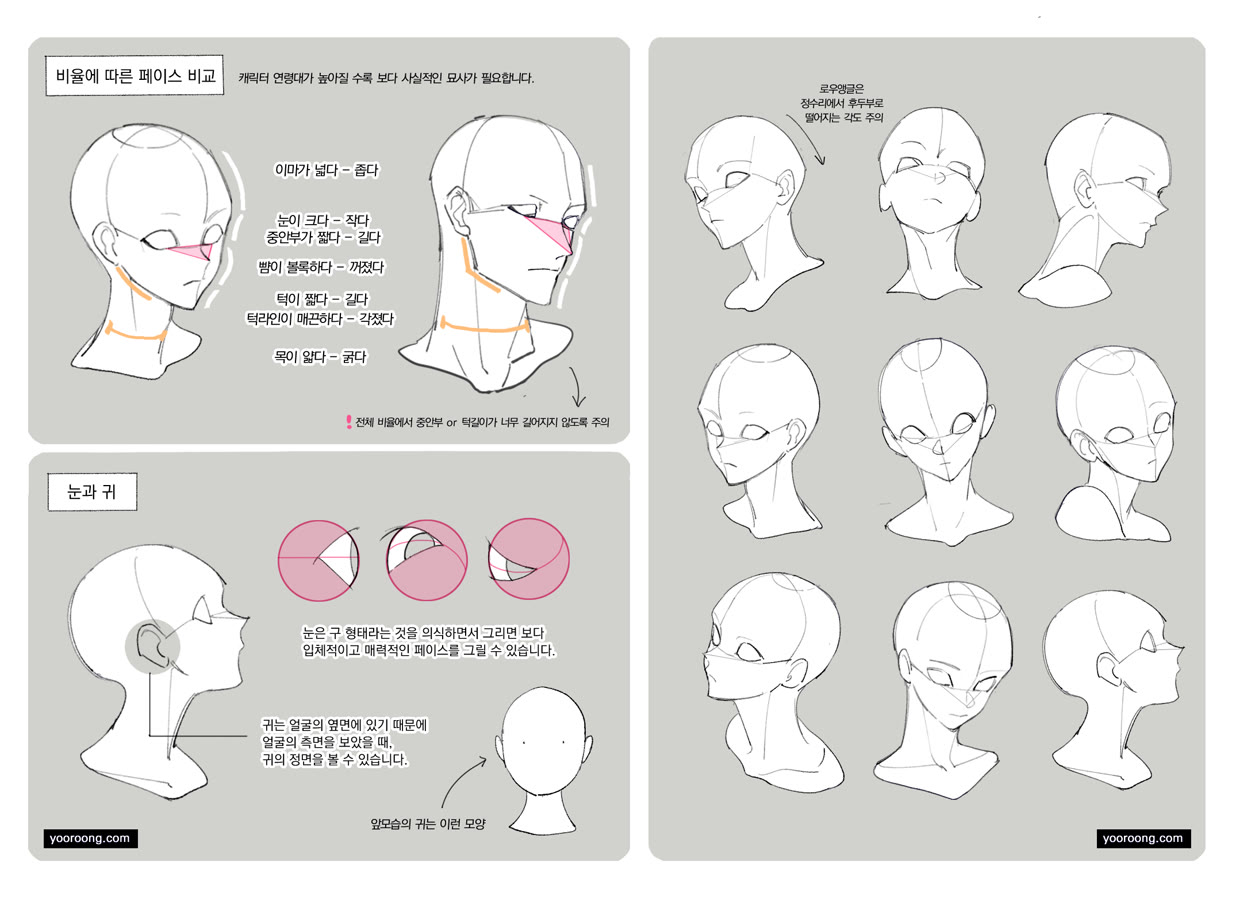 비율에 따른 페이스 비교
캐릭터 연령대가 높아질 수록 보다 사실적인 묘사가 필요합니다.
이마가 넓다 – 좁다
눈이 크다 – 작다
중안부가 짧다 – 길다
뺨이 볼록하다 – 꺼졌다
턱이 짧다 – 길다
턱라인이 매끈하다 – 각졌다
목이 얇다 – 굵다
! 전체 비율에서 중안부 or 턱길이가 너무 길어지지 않도록 주의
눈과 귀
눈은 구 형태라는 것을 의식하면서 그리면 보다
입체적이고 매력적인 페이스를 그릴 수 있습니다.
귀는 얼굴의 옆면에 있기 때문에
얼굴의 측면을 보았을 때,
귀의 정면을 볼 수 있습니다.
앞모습의 귀는 이런 모양
yooroong.com
로우앵글은
정수리에서 후두부로
떨어지는 각도 주의
yooroong.com